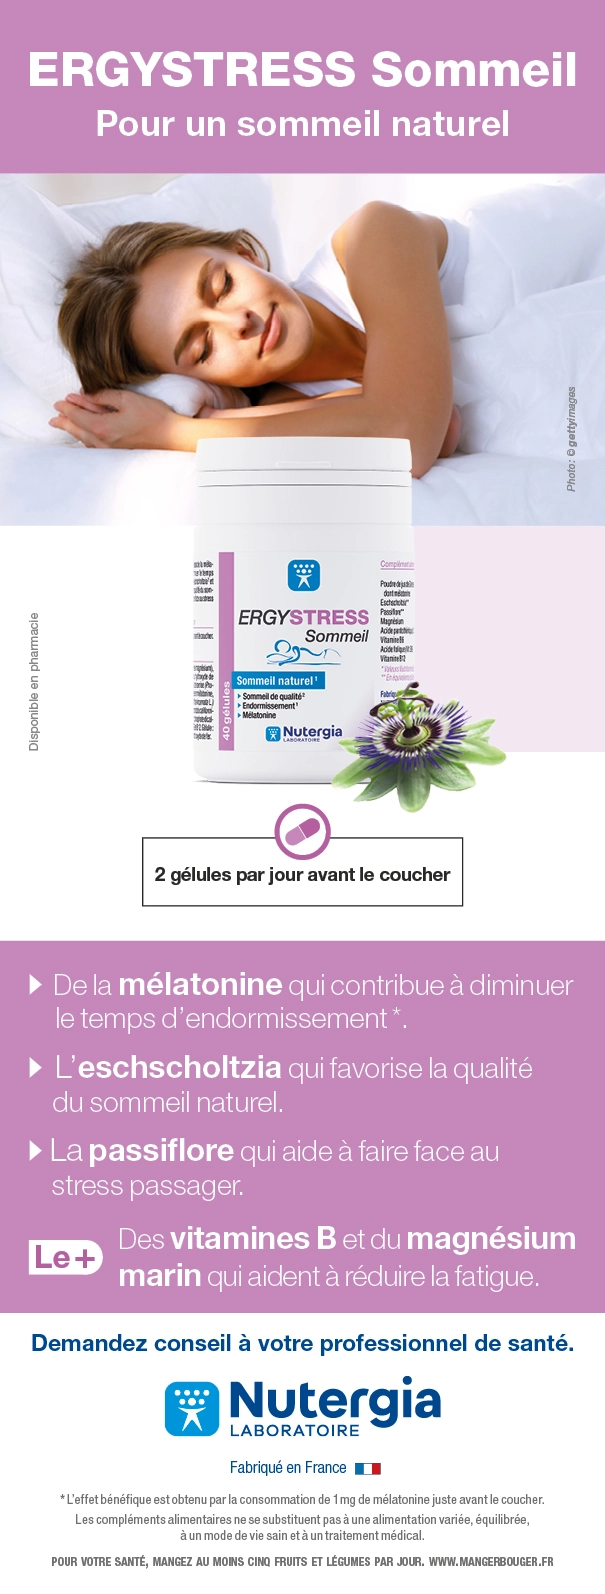 ERGYSTRESS Sommeil
Pour un sommeil naturel
Photo: © gettyimages
Disponible en pharmacie
ERGYSTRESS
Sommeil
Sommeil naturel¹
Sommeil de qualité²
Endormissement¹
Mélatonine
40 gélules
Nutergia
LABORATOIRE
Passiflore**
Magnésium
Vitamine B6
Vitamine B12
2 gélules par jour avant le coucher
De la mélatonine qui contribue à diminuer
le temps d’endormissement *.
L’eschscholtzia qui favorise la qualité
du sommeil naturel.
La passiflore qui aide à faire face au
stress passager.
Le +
Des vitamines B et du magnésium
marin qui aident à réduire la fatigue.
Demandez conseil à votre professionnel de santé.
Nutergia
LABORATOIRE
Fabriqué en France
* L’effet bénéfique est obtenu par la consommation de 1 mg de mélatonine juste avant le coucher.
Les compléments alimentaires ne se substituent pas à une alimentation variée, équilibrée,
à un mode de vie sain et à un traitement médical.
POUR VOTRE SANTÉ, MANGEZ AU MOINS CINQ FRUITS ET LÉGUMES PAR JOUR. WWW.MANGERBOUGER.FR